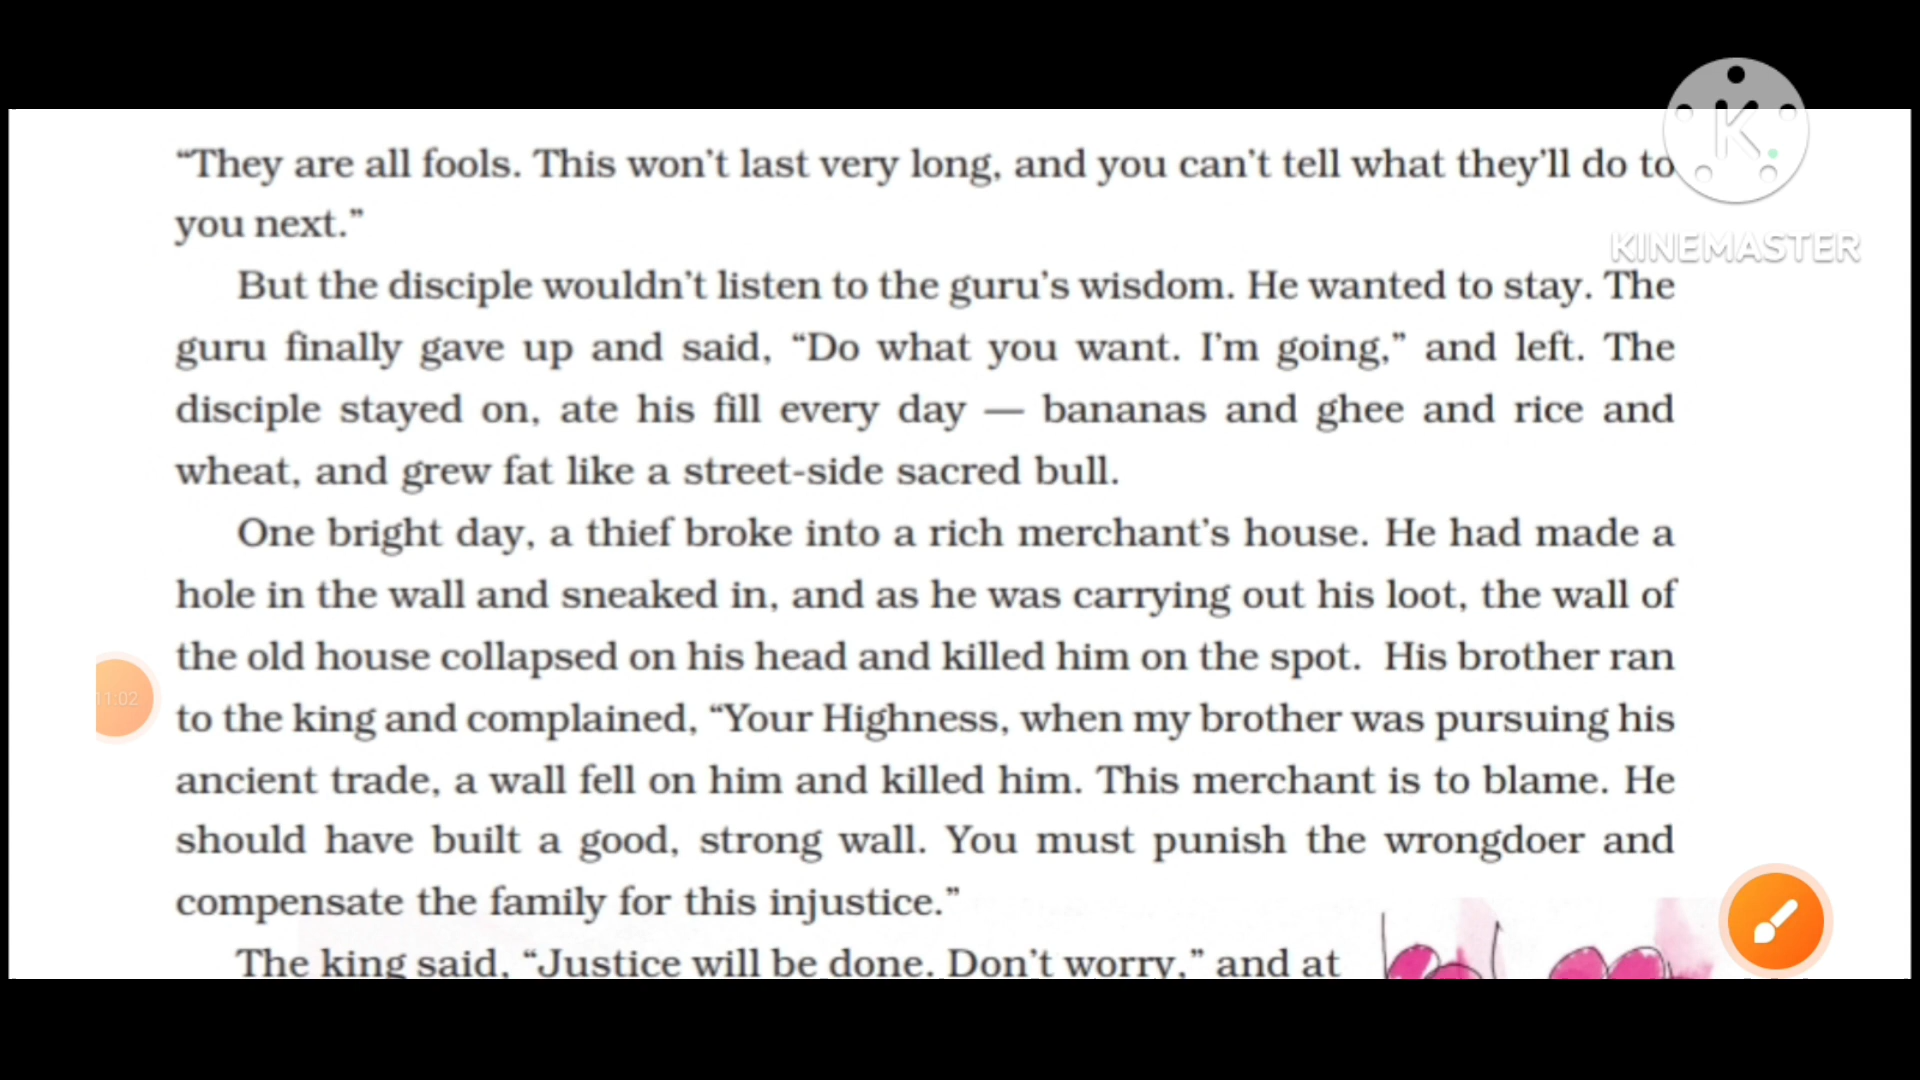 “They are all fools. This won’t last very long, and you can’t tell what they’ll do to
you next.”
But the disciple wouldn’t listen to the guru’s wisdom. He wanted to stay. The
guru finally gave up and said, “Do what you want. I’m going,” and left. The
disciple stayed on, ate his fill every day — bananas and ghee and rice and
wheat, and grew fat like a street-side sacred bull.
One bright day, a thief broke into a rich merchant’s house. He had made a
hole in the wall and sneaked in, and as he was carrying out his loot, the wall of
the old house collapsed on his head and killed him on the spot. His brother ran
to the king and complained, “Your Highness, when my brother was pursuing his
ancient trade, a wall fell on him and killed him. This merchant is to blame. He
should have built a good, strong wall. You must punish the wrongdoer and
compensate the family for this injustice.”
The king said, “Justice will be done. Don’t worry,” and at
K
KINEMASTER
11:02